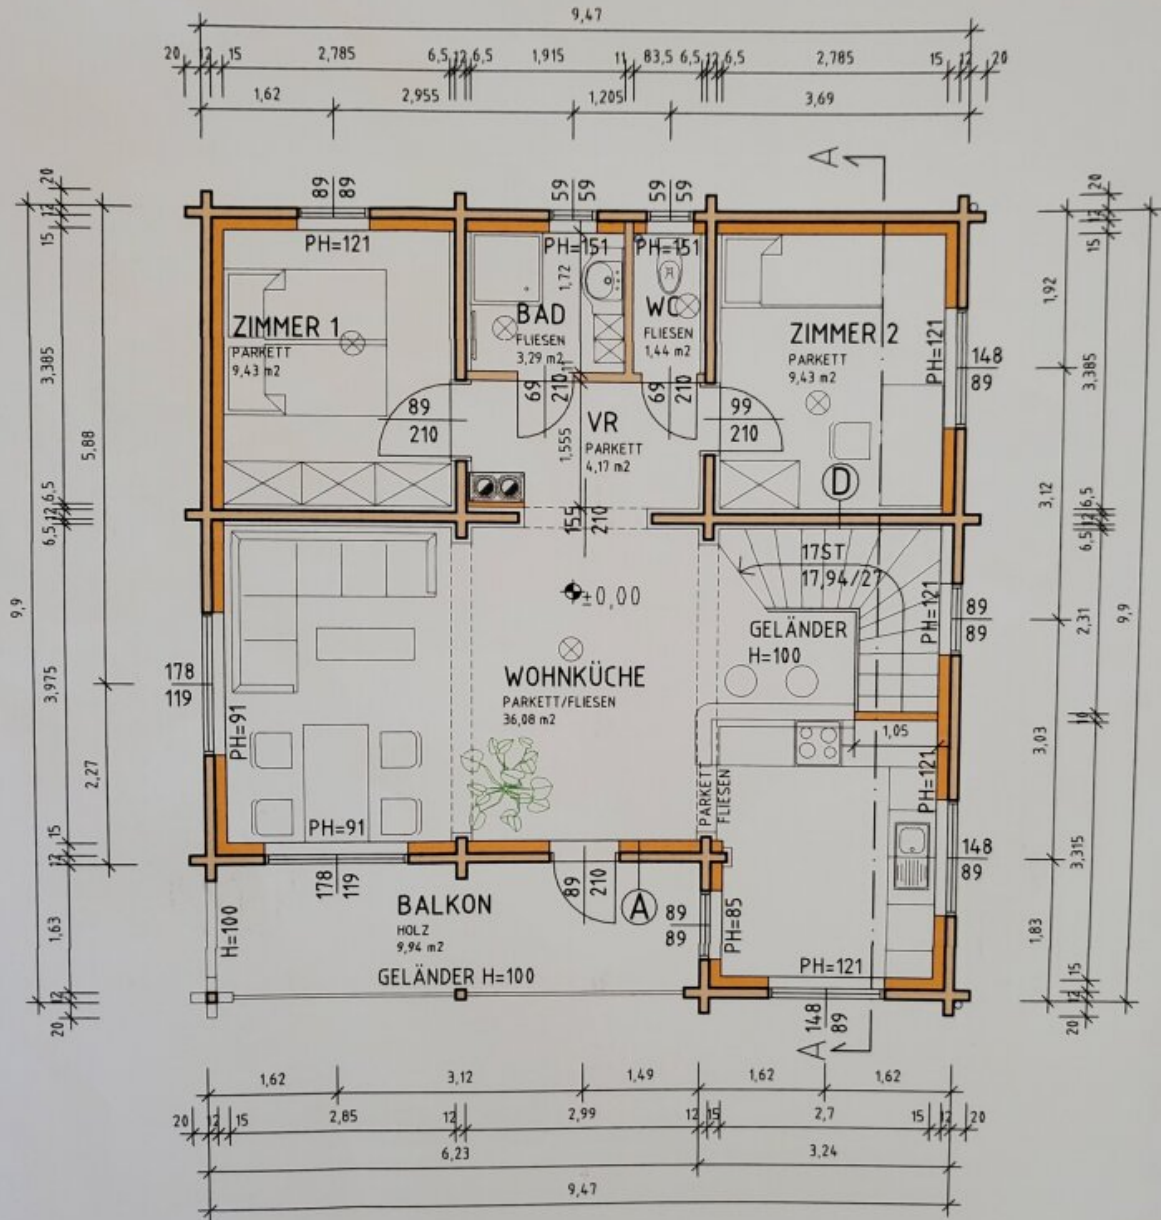 9,47
20 12 15 2,785 6,5 12 6,5 1,915 11 83,5 6,5 12 6,5 2,785 15 12 20
1,62 2,955 1,205 3,69
A
20
12
15
3,385
6,5
12
6,5
3,975
15
12
1,63
12
20
9,9
5,88
2,27
89
89
PH=121
59
59
PH=151
59
59
PH=151
1,72
ZIMMER 1
PARKETT
9,43 m2
BAD
FLIESEN
3,29 m2
11
WC
FLIESEN
1,44 m2
ZIMMER 2
PARKETT
9,43 m2
PH=121
148
89
89
210
69
210
69
210
99
210
VR
PARKETT
4,17 m2
1,555
155
210
D
17ST
17,94/27
±0,00
GELÄNDER
H=100
PH=121
89
89
WOHNKÜCHE
PARKETT/FLIESEN
36,08 m2
178
119
PH=91
PH=91
178
119
1,05
PARKETT
FLIESEN
PH=121
148
89
BALKON
HOLZ
9,94 m2
GELÄNDER H=100
H=100
89
210
A
89
89
PH=85
PH=121
148
89
A
20
12
15
3,385
6,5
12
6,5
2,31
10
3,315
15
12
20
1,92
3,12
3,03
1,83
9,9
1,62 3,12 1,49 1,62 1,62
20 12 15 2,85 12 2,99 12 15 2,7 15 12 20
6,23 3,24
9,47